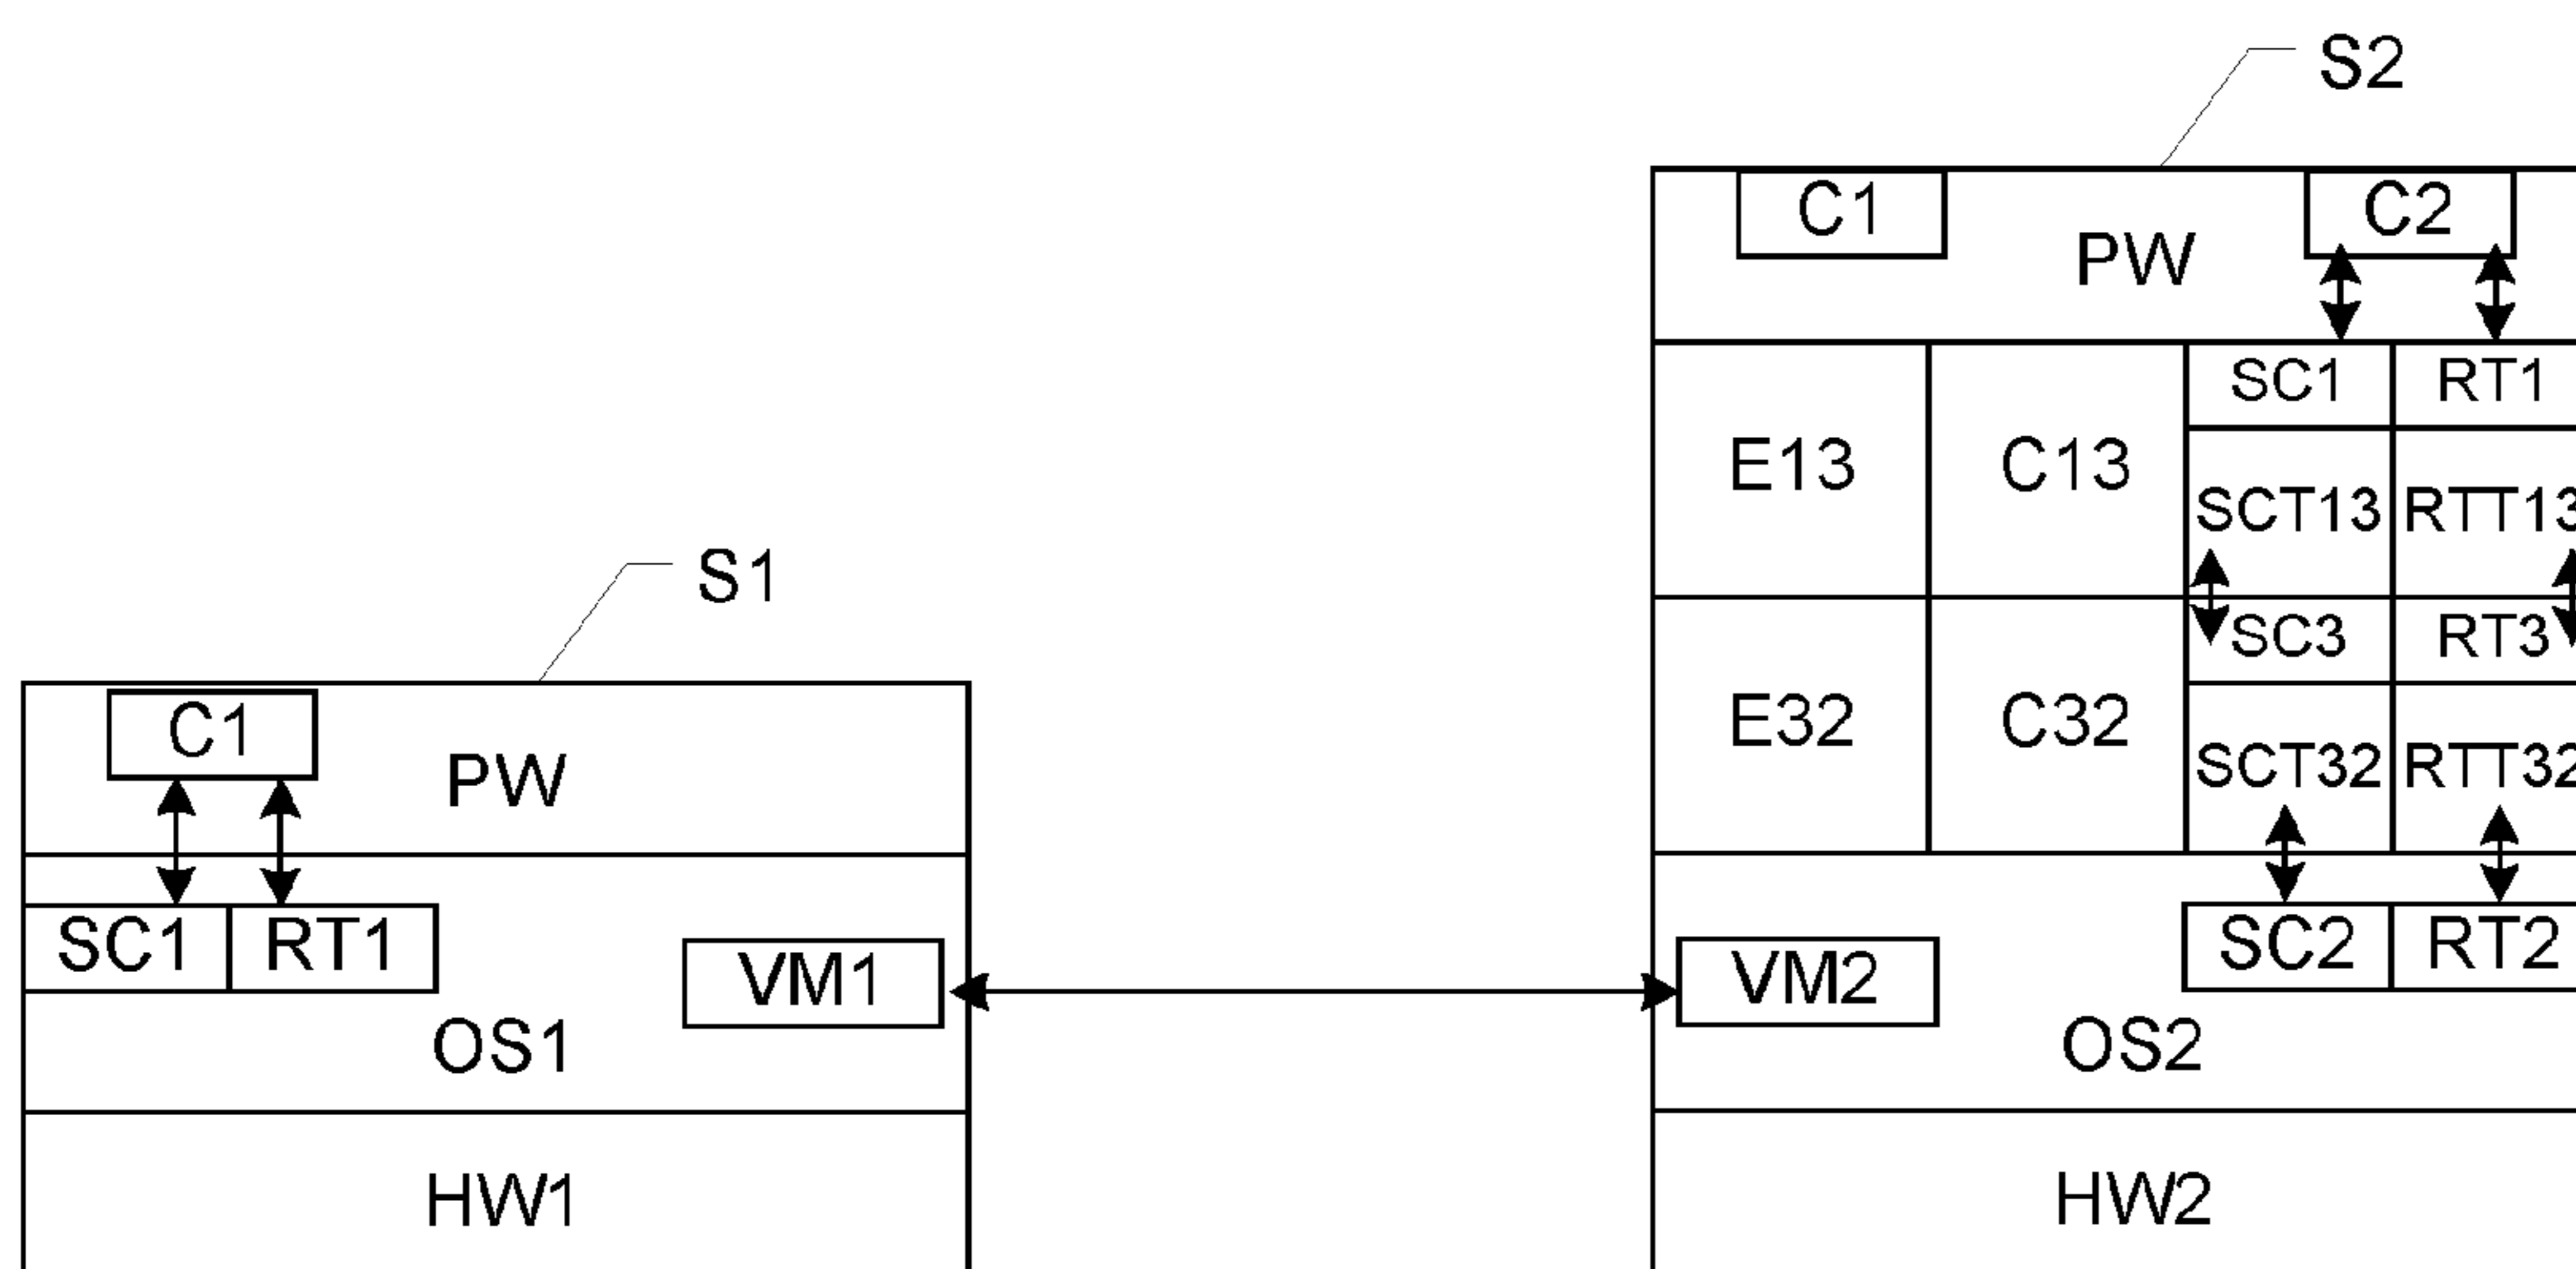 S2
C1
C2
PW
SC1
RT1
E13
C13
SCT13
RTT13
S1
SC3
RT3
C1
E32
C32
PW
SCT32
RTT32
SC1
RT1
VM1
VM2
SC2
RT2
OS1
OS2
HW1
HW2